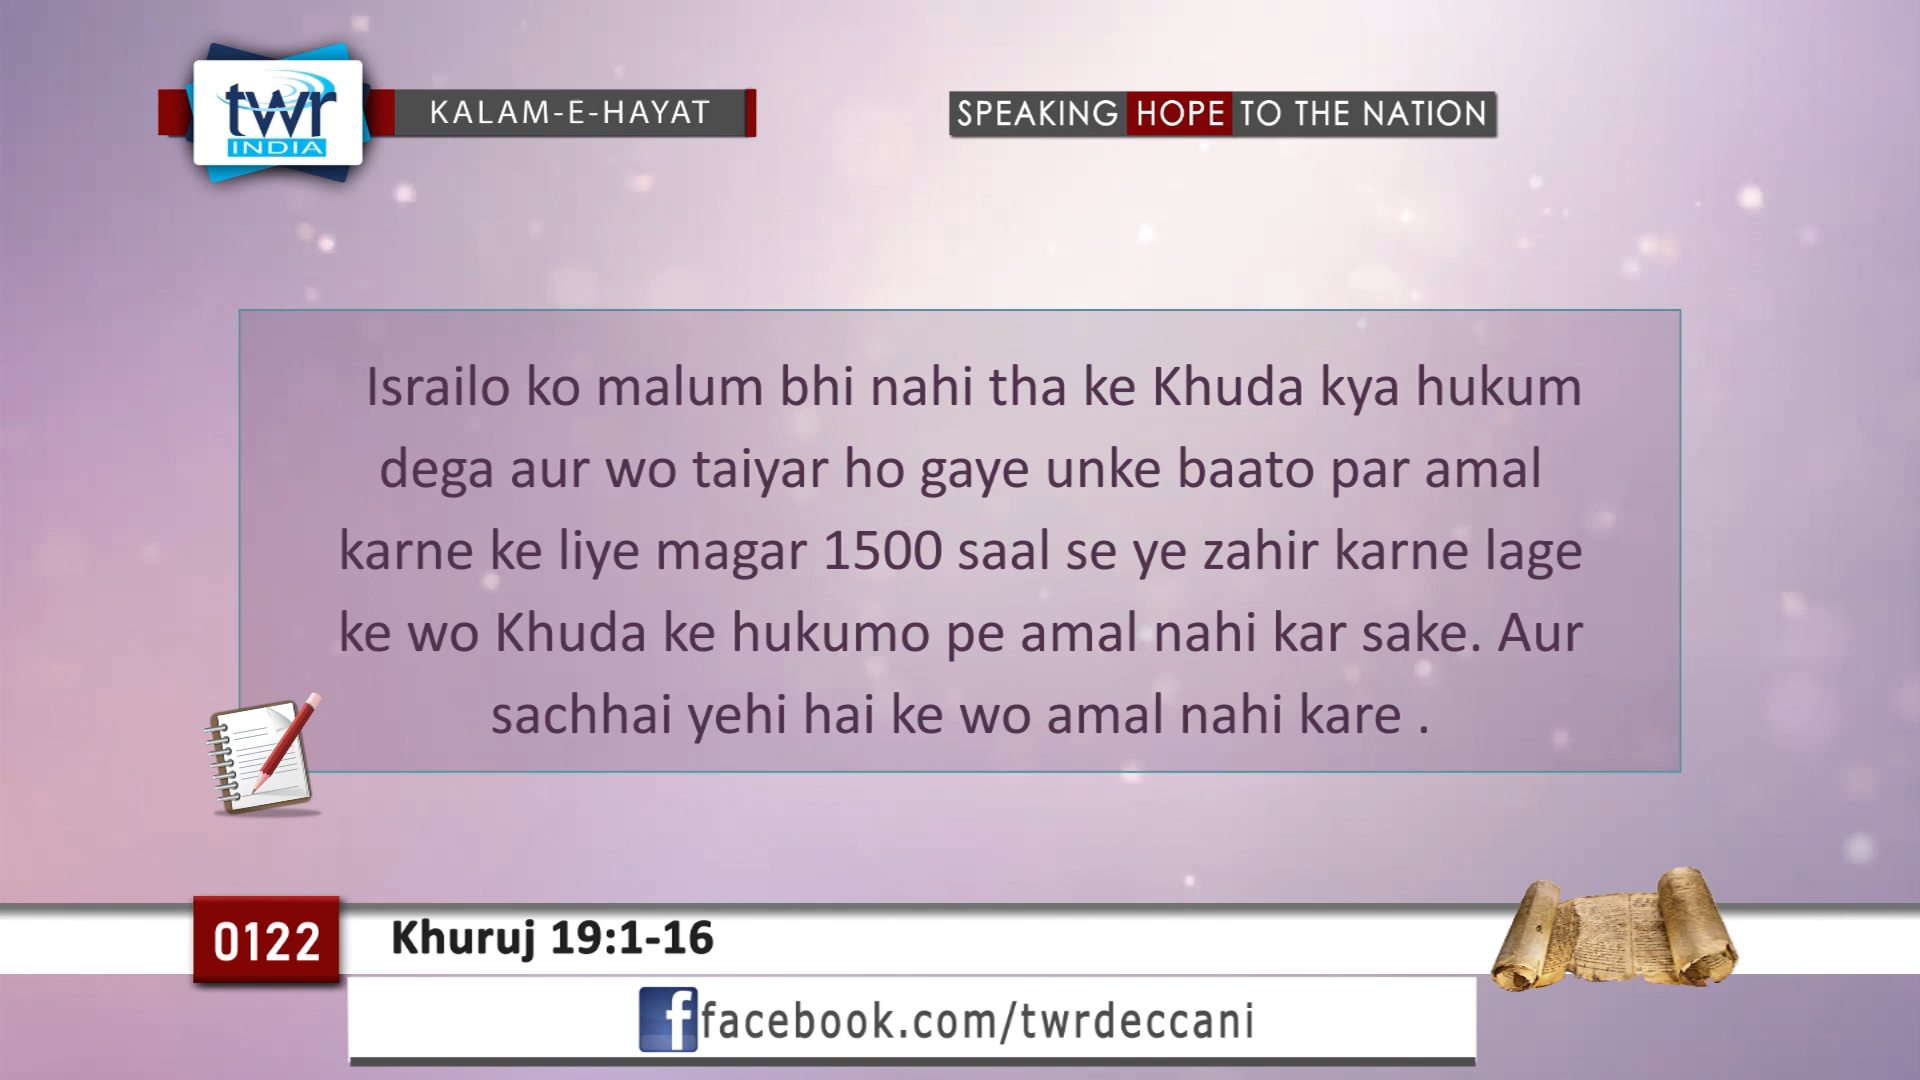 twr
INDIA
KALAM-E-HAYAT
SPEAKING HOPE TO THE NATION
Israilo ko malum bhi nahi tha ke Khuda kya hukum
dega aur wo taiyar ho gaye unke baato par amal
karne ke liye magar 1500 saal se ye zahir karne lage
ke wo Khuda ke hukumo pe amal nahi kar sake. Aur
sachhai yehi hai ke wo amal nahi kare .
0122
Khuruj 19:1-16
facebook.com/twrdeccani